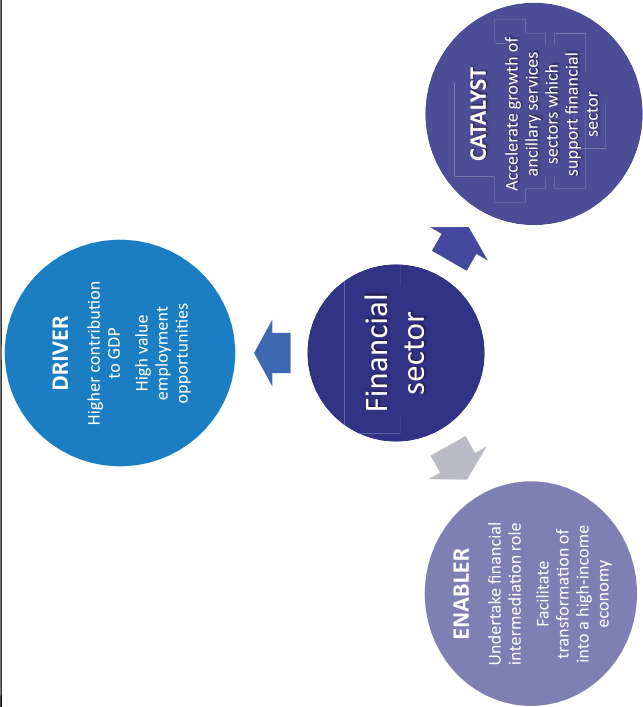 DRIVER
Higher contribution
to GDP
High value
employment
opportunities
Financial
sector
ENABLER
Undertake financial
intermediation role
Facilitate
transformation of
into a high-income
economy
CATALYST
Accelerate growth of
ancillary services
sectors which
support financial
sector